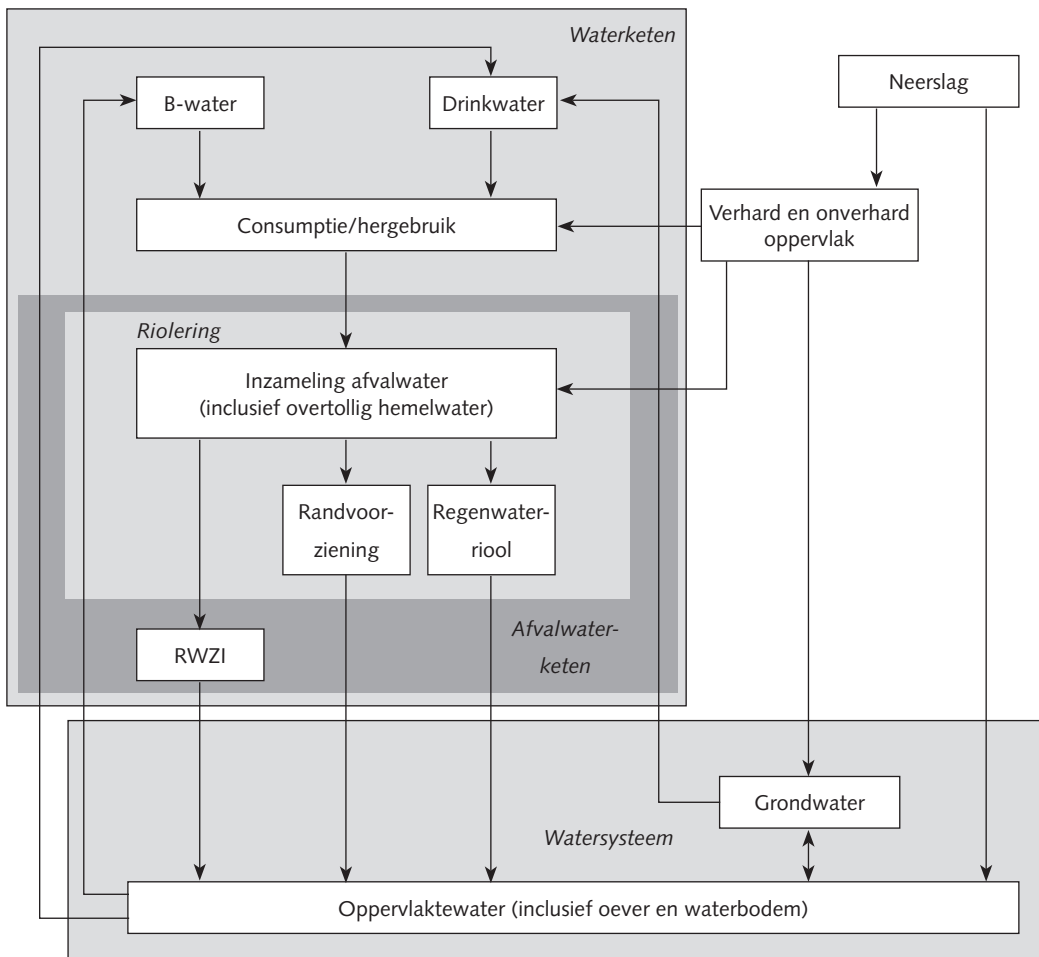 Waterketen
Neerslag
B-water
Drinkwater
Verhard en onverhard
oppervlak
Consumptie/hergebruik
Riolering
Inzameling afvalwater
(inclusief overtollig hemelwater)
Randvoor-
ziening
Regenwater-
riool
Afvalwater-
keten
RWZI
Grondwater
Watersysteem
Oppervlaktewater (inclusief oever en waterbodem)